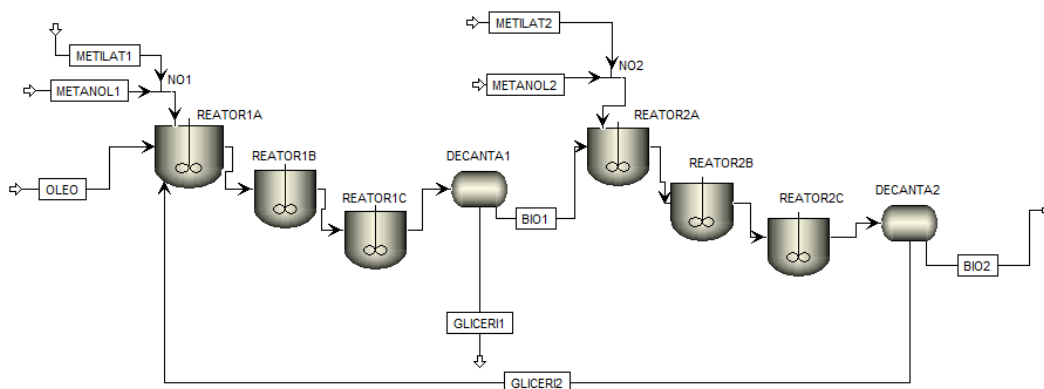 METILAT1
METANOL1
NO1
REATOR1A
OLEO
REATOR1B
REATOR1C
DECANTA1
BIO1
GLICERI1
METILAT2
METANOL2
NO2
REATOR2A
REATOR2B
REATOR2C
DECANTA2
BIO2
GLICERI2